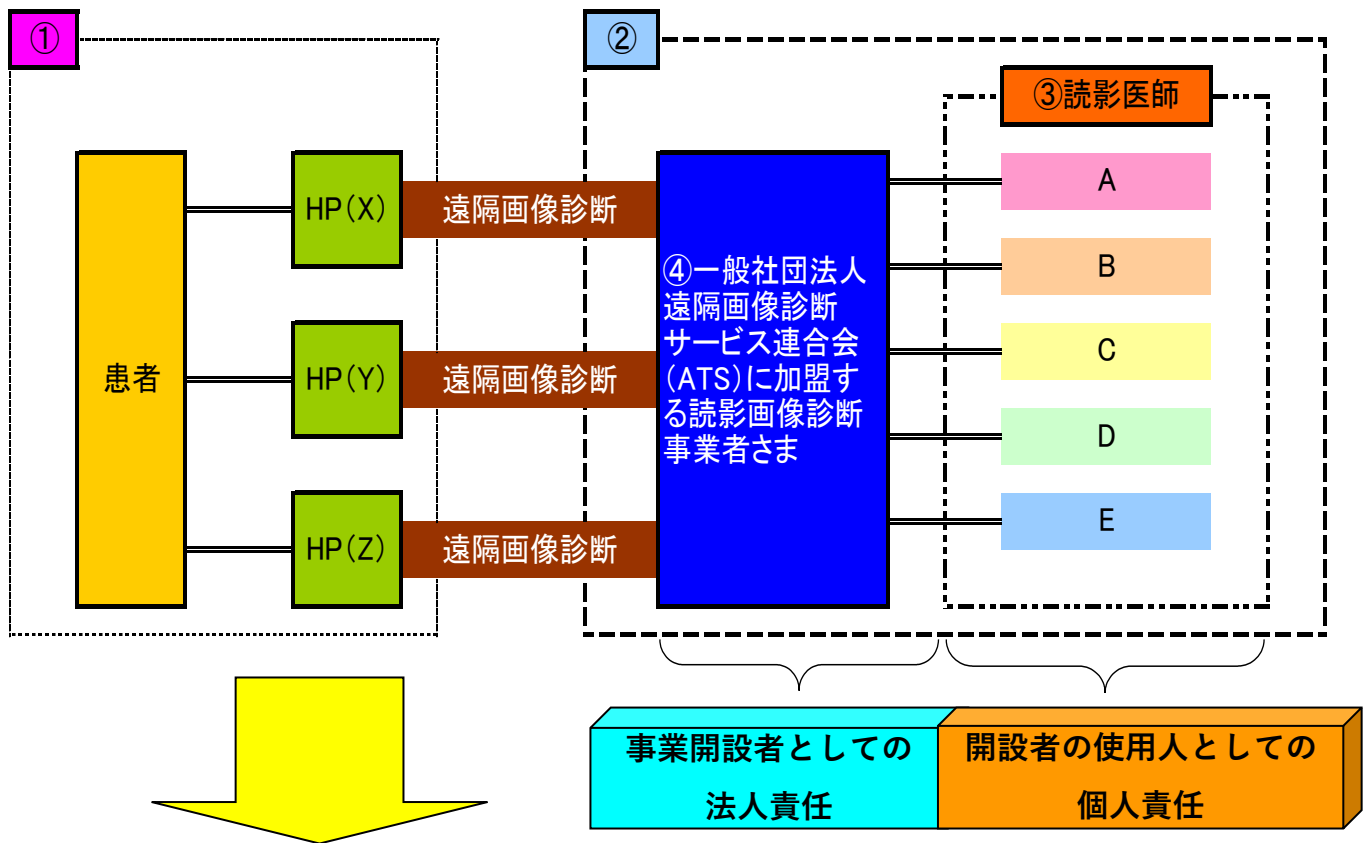 ①
②
③読影医師
患者
HP(X)
HP(Y)
HP(Z)
遠隔画像診断
遠隔画像診断
遠隔画像診断
④一般社団法人
遠隔画像診断
サービス連合会
(ATS)に加盟す
る読影画像診断
事業者さま
A
B
C
D
E
事業開設者としての
法人責任
開設者の使用人としての
個人責任